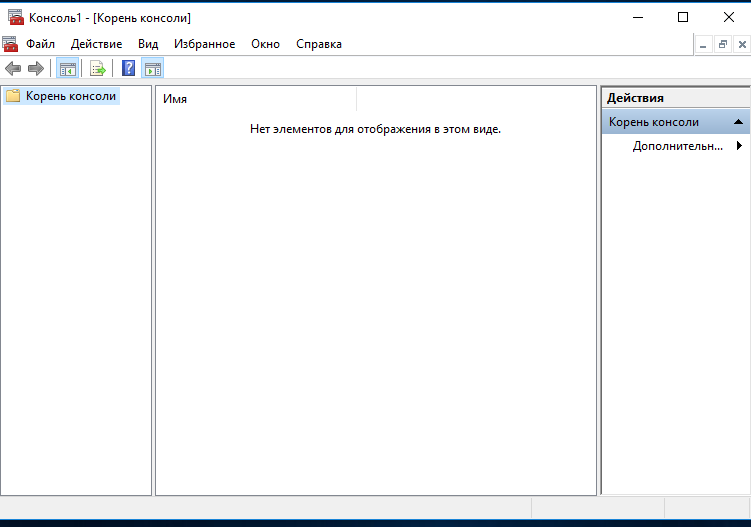 Консоль1 - [Корень консоли]
Файл Действие Вид Избранное Окно Справка
Корень консоли
Имя
Нет элементов для отображения в этом виде.
Действия
Корень консоли
Дополнительн...